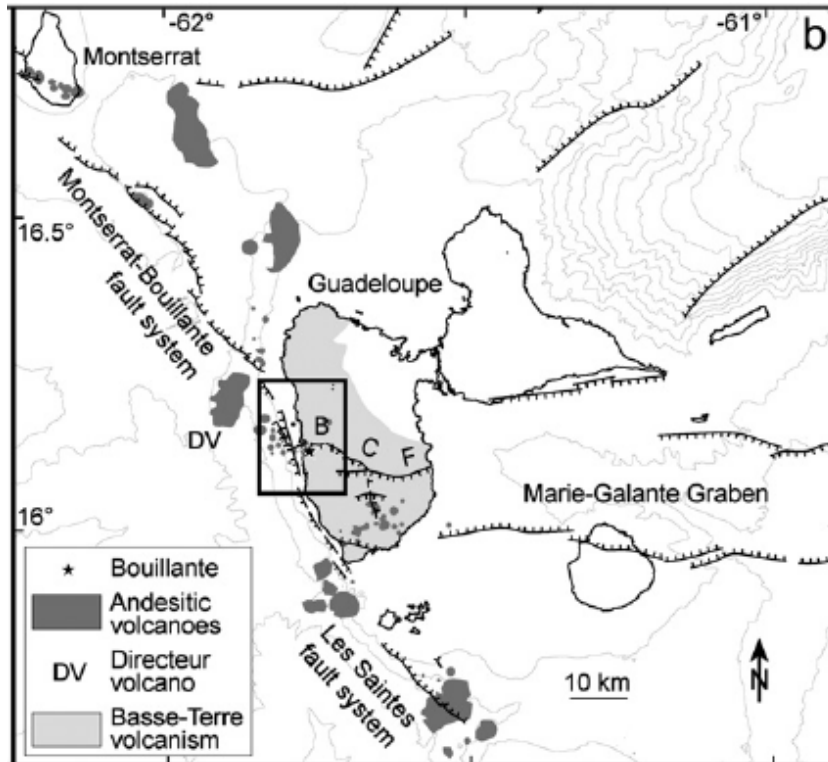 -62°
-61°
b
Montserrat
16.5°
Montserrat-Bouillante
fault system
Guadeloupe
DV
B
C
F
Marie-Galante Graben
16°
Les Saintes
fault system
10 km
N
Bouillante
Andesitic
volcanoes
DV
Directeur
volcano
Basse-Terre
volcanism